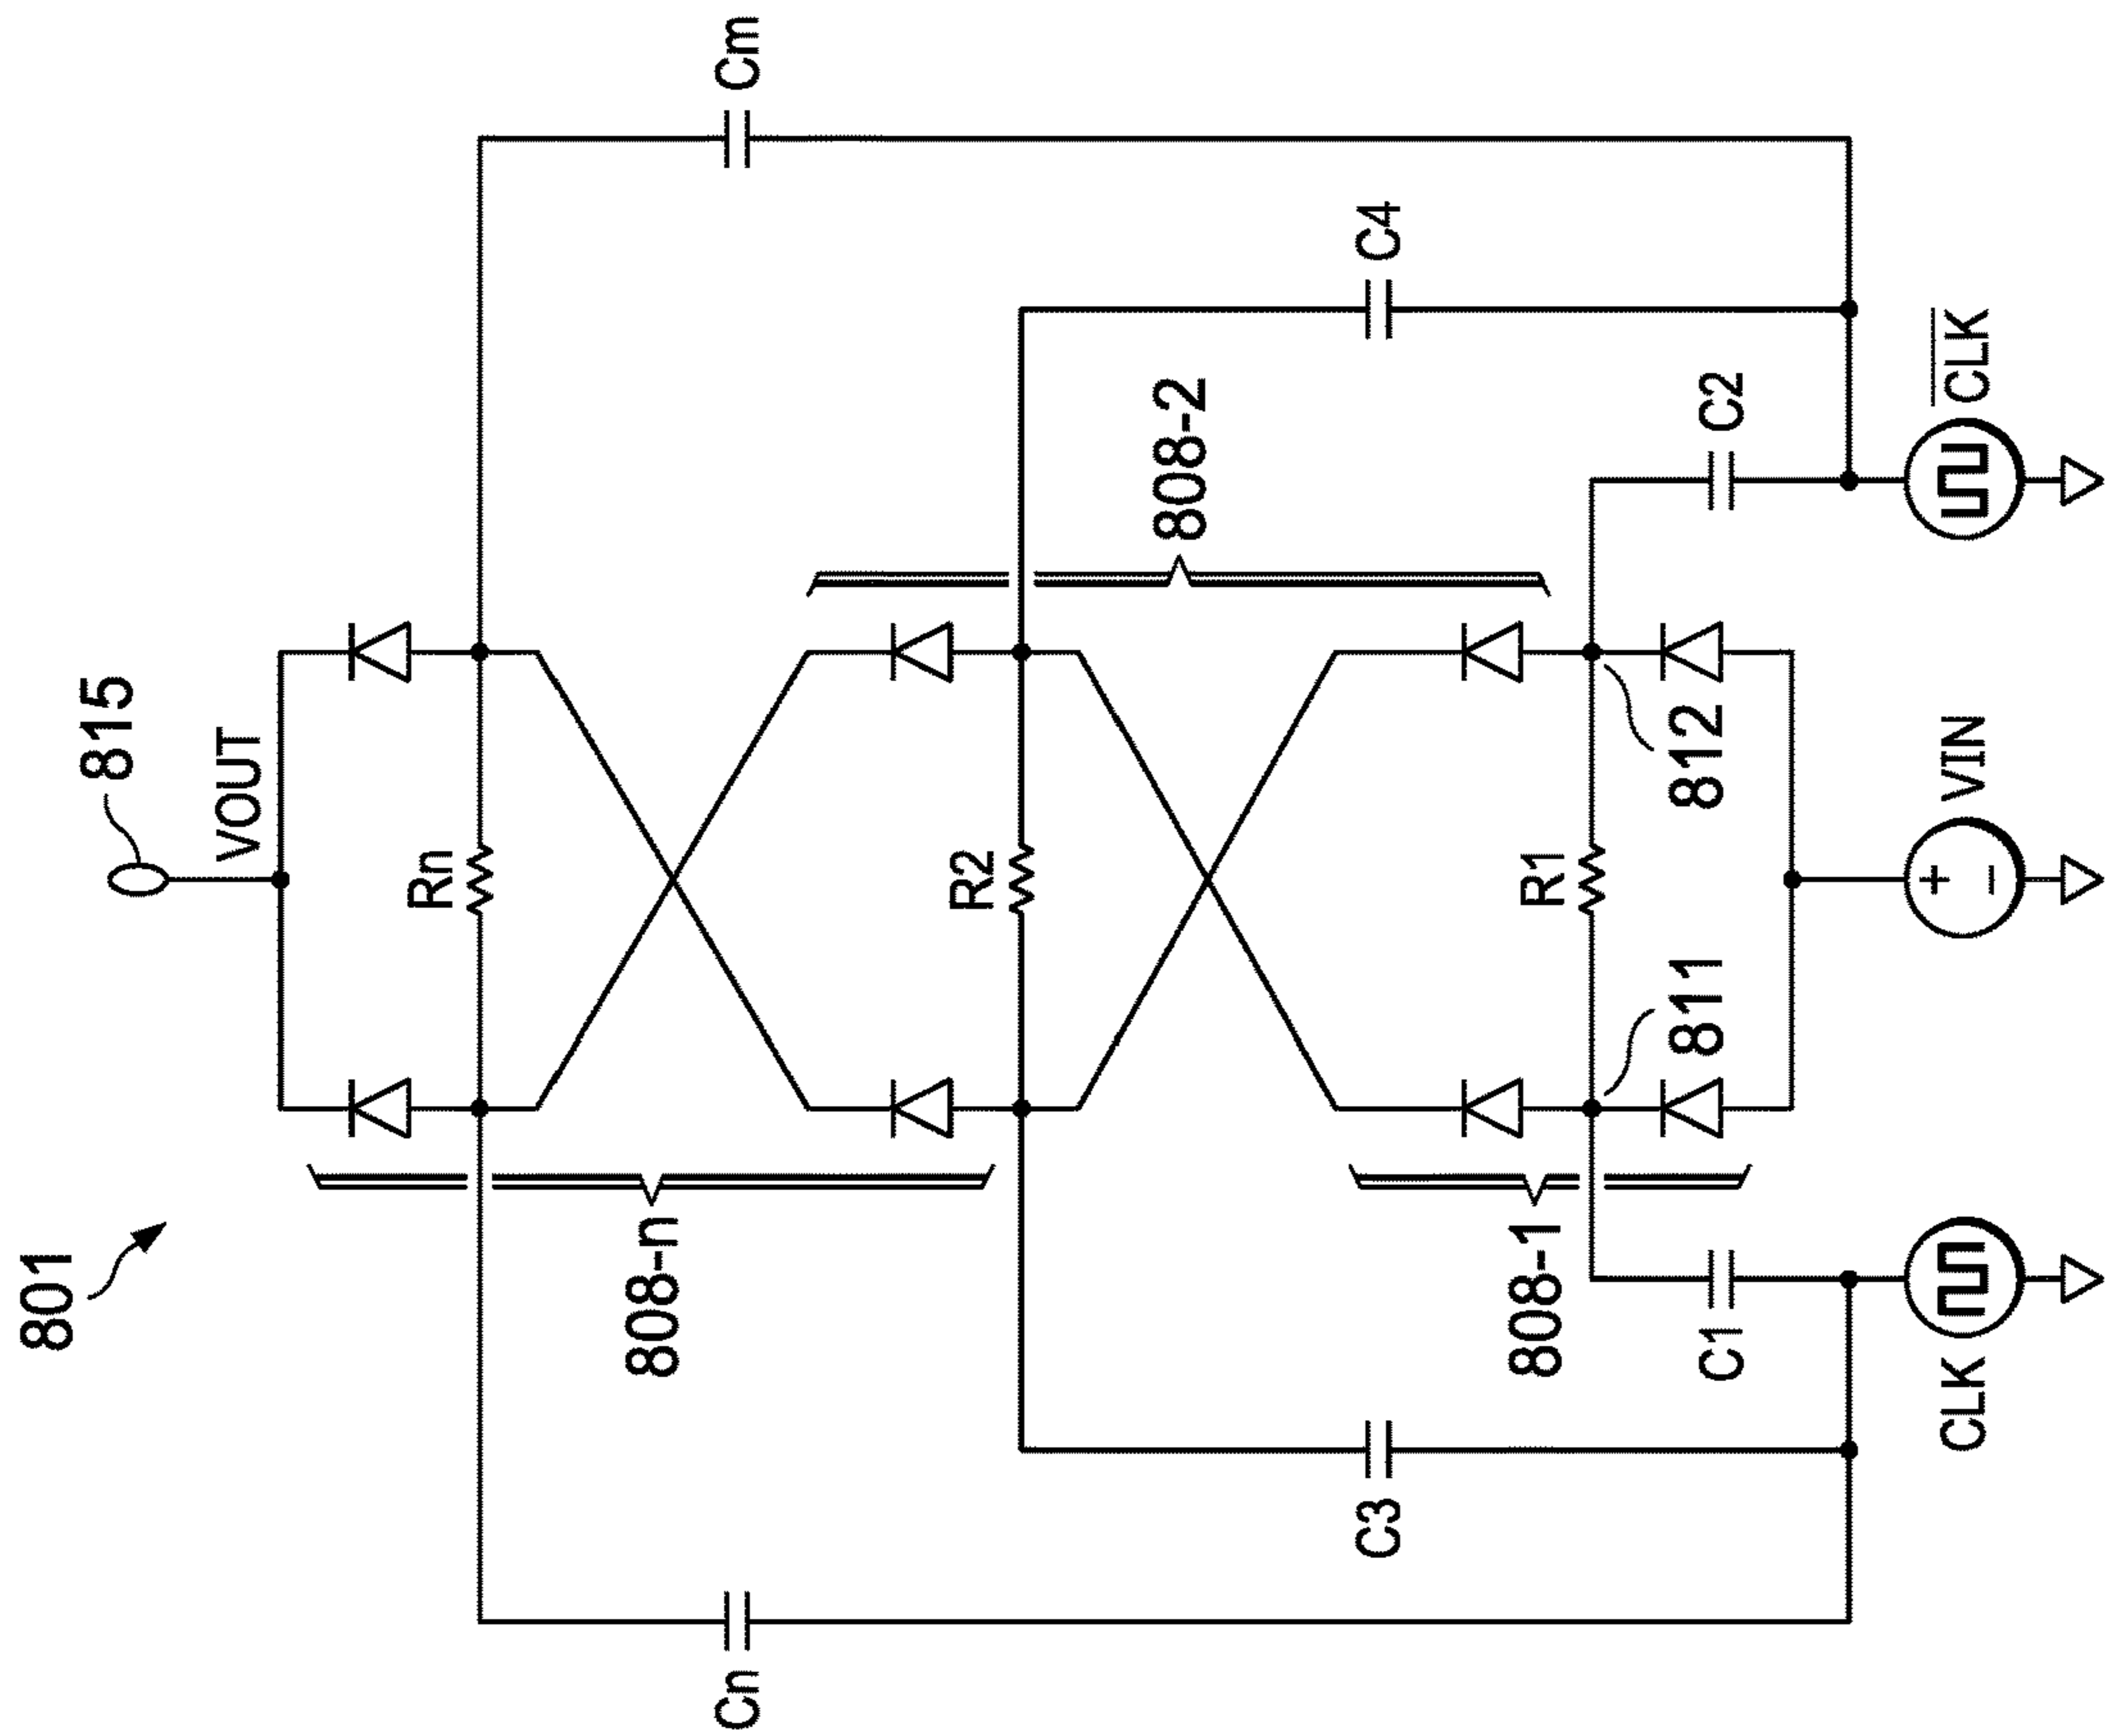 801
815
VOUT
Rn
Cn
Cm
808-n
808-2
R2
C3
C4
808-1
R1
811
812
C1
C2
CLK
VIN
CLK
+
−